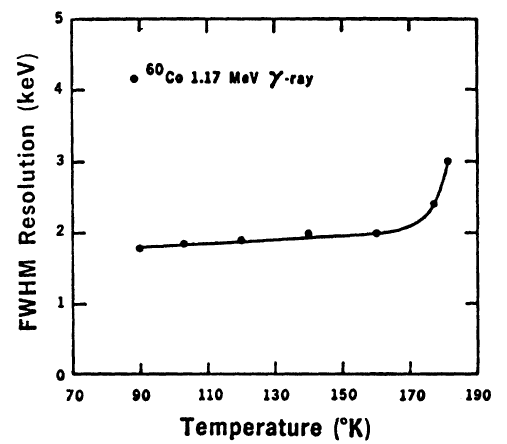 5
4
3
2
1
0
FWHM Resolution (keV)
• ⁶⁰Co 1.17 MeV γ-ray
70 90 110 130 150 170 190
Temperature (°K)